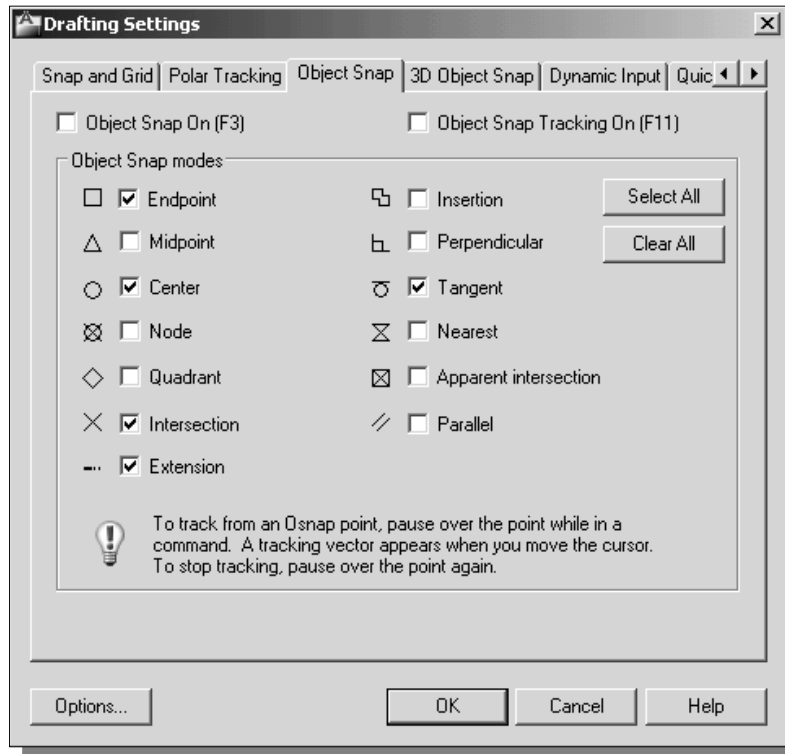 Drafting Settings
Snap and Grid Polar Tracking Object Snap 3D Object Snap Dynamic Input Quic
Object Snap On (F3) Object Snap Tracking On (F11)
Object Snap modes
Endpoint Insertion Select All
Midpoint Perpendicular Clear All
Center Tangent
Node Nearest
Quadrant Apparent intersection
Intersection Parallel
Extension
To track from an Osnap point, pause over the point while in a
command. A tracking vector appears when you move the cursor.
To stop tracking, pause over the point again.
Options... OK Cancel Help